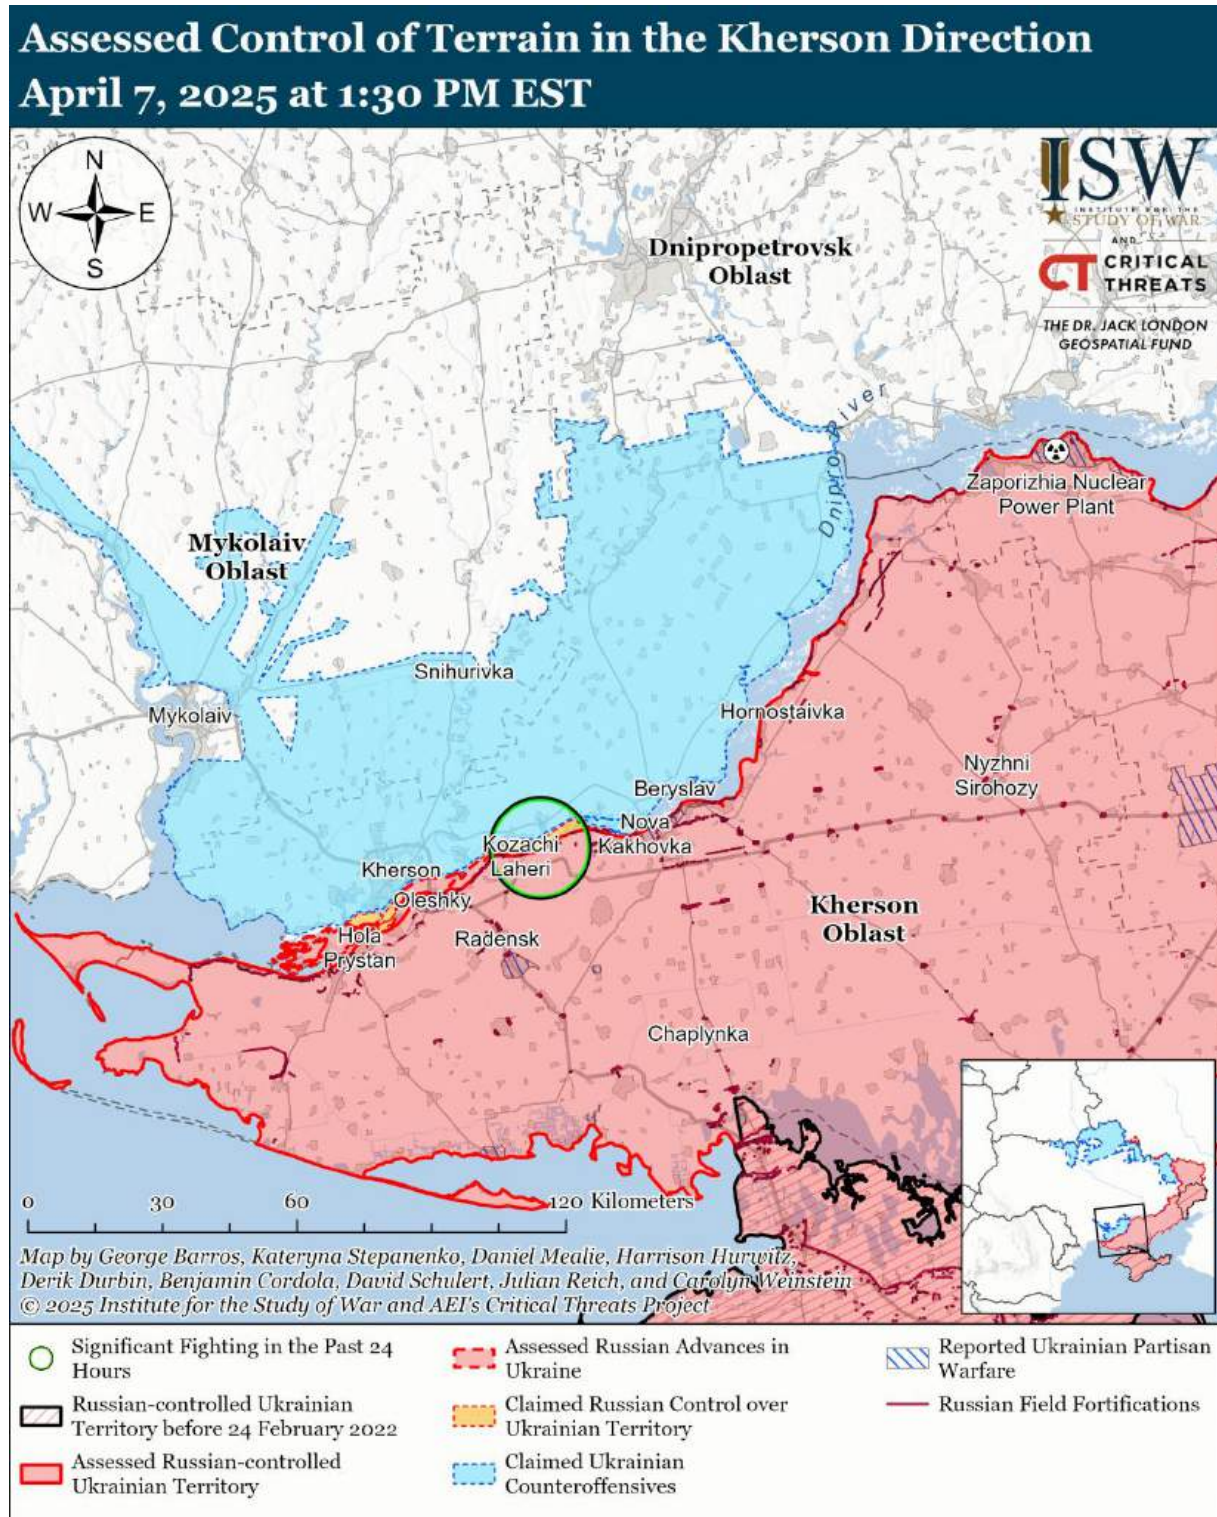 Assessed Control of Terrain in the Kherson Direction
April 7, 2025 at 1:30 PM EST
N
W
E
S
ISW
INSTITUTE FOR THE
STUDY OF WAR
AND
CT CRITICAL
THREATS
THE DR. JACK LONDON
GEOSPATIAL FUND
Dnipropetrovsk
Oblast
Dnipro River
Zaporizhia Nuclear
Power Plant
Mykolaiv
Oblast
Snihurivka
Mykolaiv
Hornostaivka
Nyzhni
Sirohozy
Beryslav
Nova
Kakhovka
Kozachi
Laheri
Kherson
Oleshky
Kherson
Oblast
Hola
Prystan
Radensk
Chaplynka
0 30 60 120 Kilometers
Map by George Barros, Kateryna Stepanenko, Daniel Mealie, Harrison Hurwitz,
Derik Durbin, Benjamin Cordola, David Schulert, Julian Reich, and Carolyn Weinstein
© 2025 Institute for the Study of War and AEI's Critical Threats Project
Significant Fighting in the Past 24
Hours
Russian-controlled Ukrainian
Territory before 24 February 2022
Assessed Russian-controlled
Ukrainian Territory
Assessed Russian Advances in
Ukraine
Claimed Russian Control over
Ukrainian Territory
Claimed Ukrainian
Counteroffensives
Reported Ukrainian Partisan
Warfare
Russian Field Fortifications